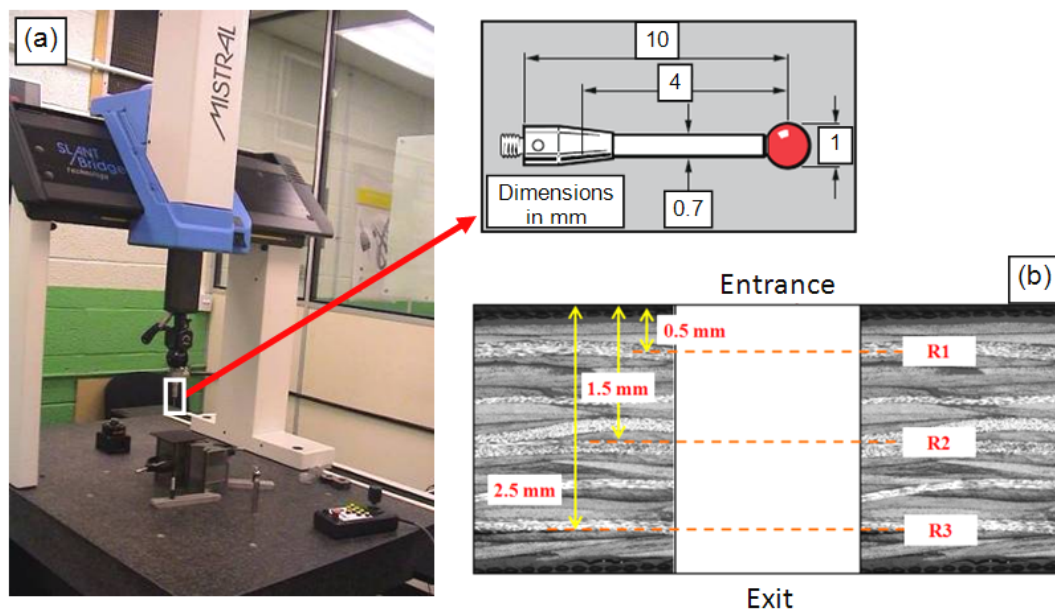 (a)
MISTRAL
SLANT
Bridge
technology
10
4
1
0.7
Dimensions
in mm
(b)
Entrance
0.5 mm
R1
1.5 mm
R2
2.5 mm
R3
Exit